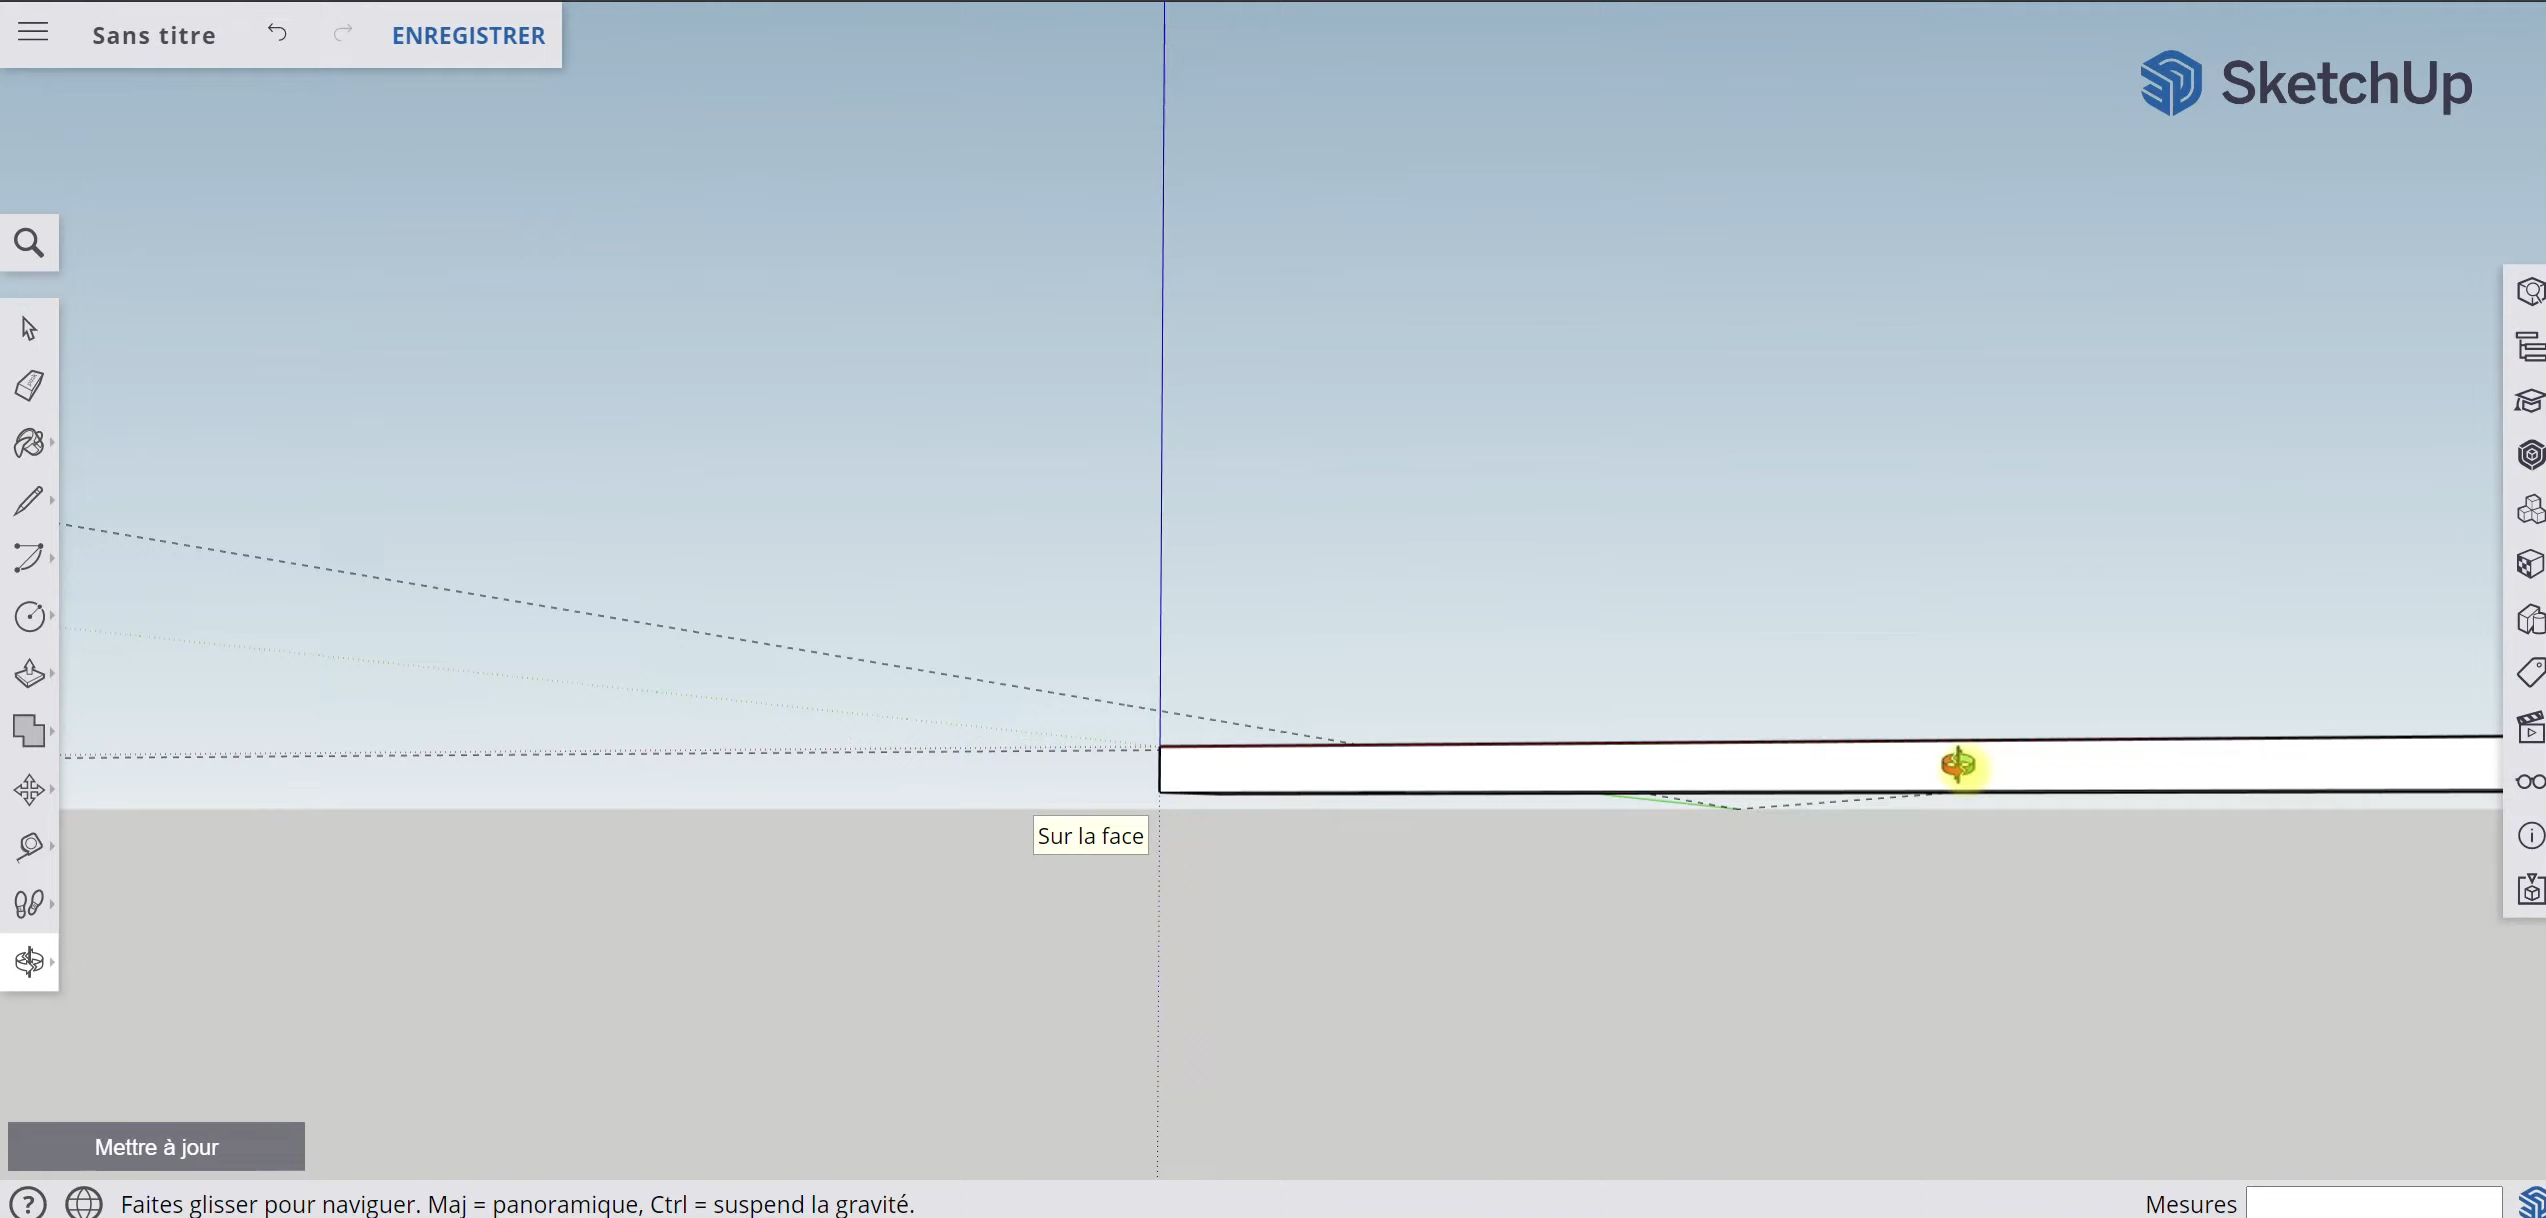 Sans titre
ENREGISTRER
SketchUp
Sur la face
Mettre à jour
Faites glisser pour naviguer. Maj = panoramique, Ctrl = suspend la gravité.
Mesures